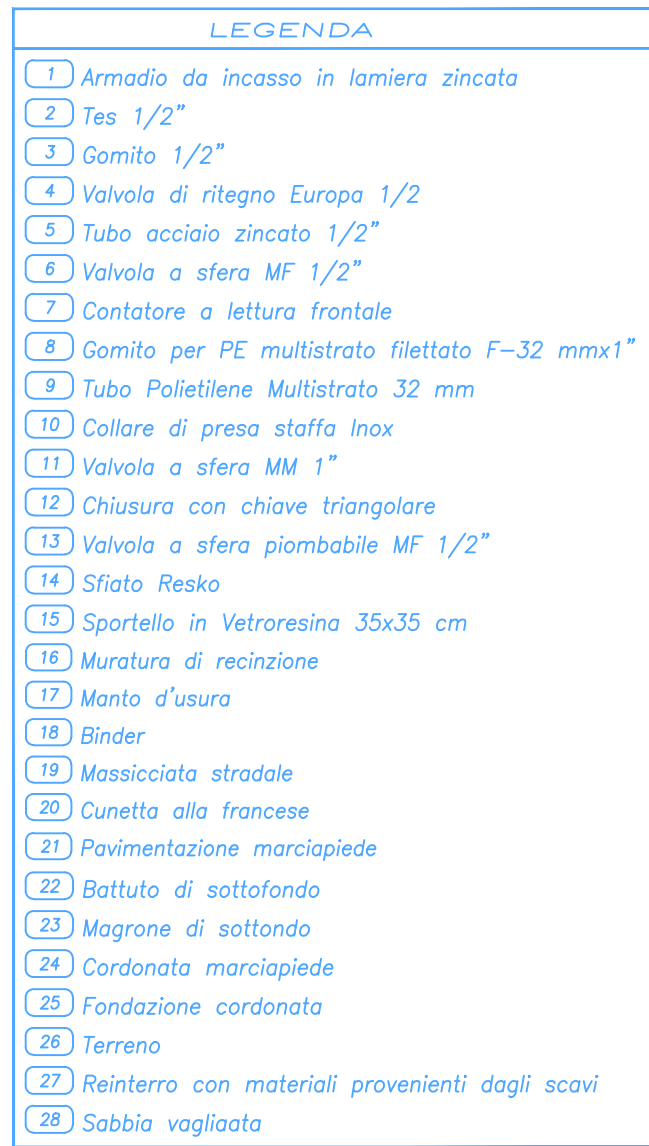 LEGENDA
1 Armadio da incasso in lamiera zincata
2 Tes 1/2"
3 Gomito 1/2"
4 Valvola di ritegno Europa 1/2
5 Tubo acciaio zincato 1/2"
6 Valvola a sfera MF 1/2"
7 Contatore a lettura frontale
8 Gomito per PE multistrato filettato F-32 mmx1"
9 Tubo Polietilene Multistrato 32 mm
10 Collare di presa staffa Inox
11 Valvola a sfera MM 1"
12 Chiusura con chiave triangolare
13 Valvola a sfera piombabile MF 1/2"
14 Sfiato Resko
15 Sportello in Vetroresina 35x35 cm
16 Muratura di recinzione
17 Manto d'usura
18 Binder
19 Massicciata stradale
20 Cunetta alla francese
21 Pavimentazione marciapiede
22 Battuto di sottofondo
23 Magrone di sottondo
24 Cordonata marciapiede
25 Fondazione cordonata
26 Terreno
27 Reinterro con materiali provenienti dagli scavi
28 Sabbia vagliaata